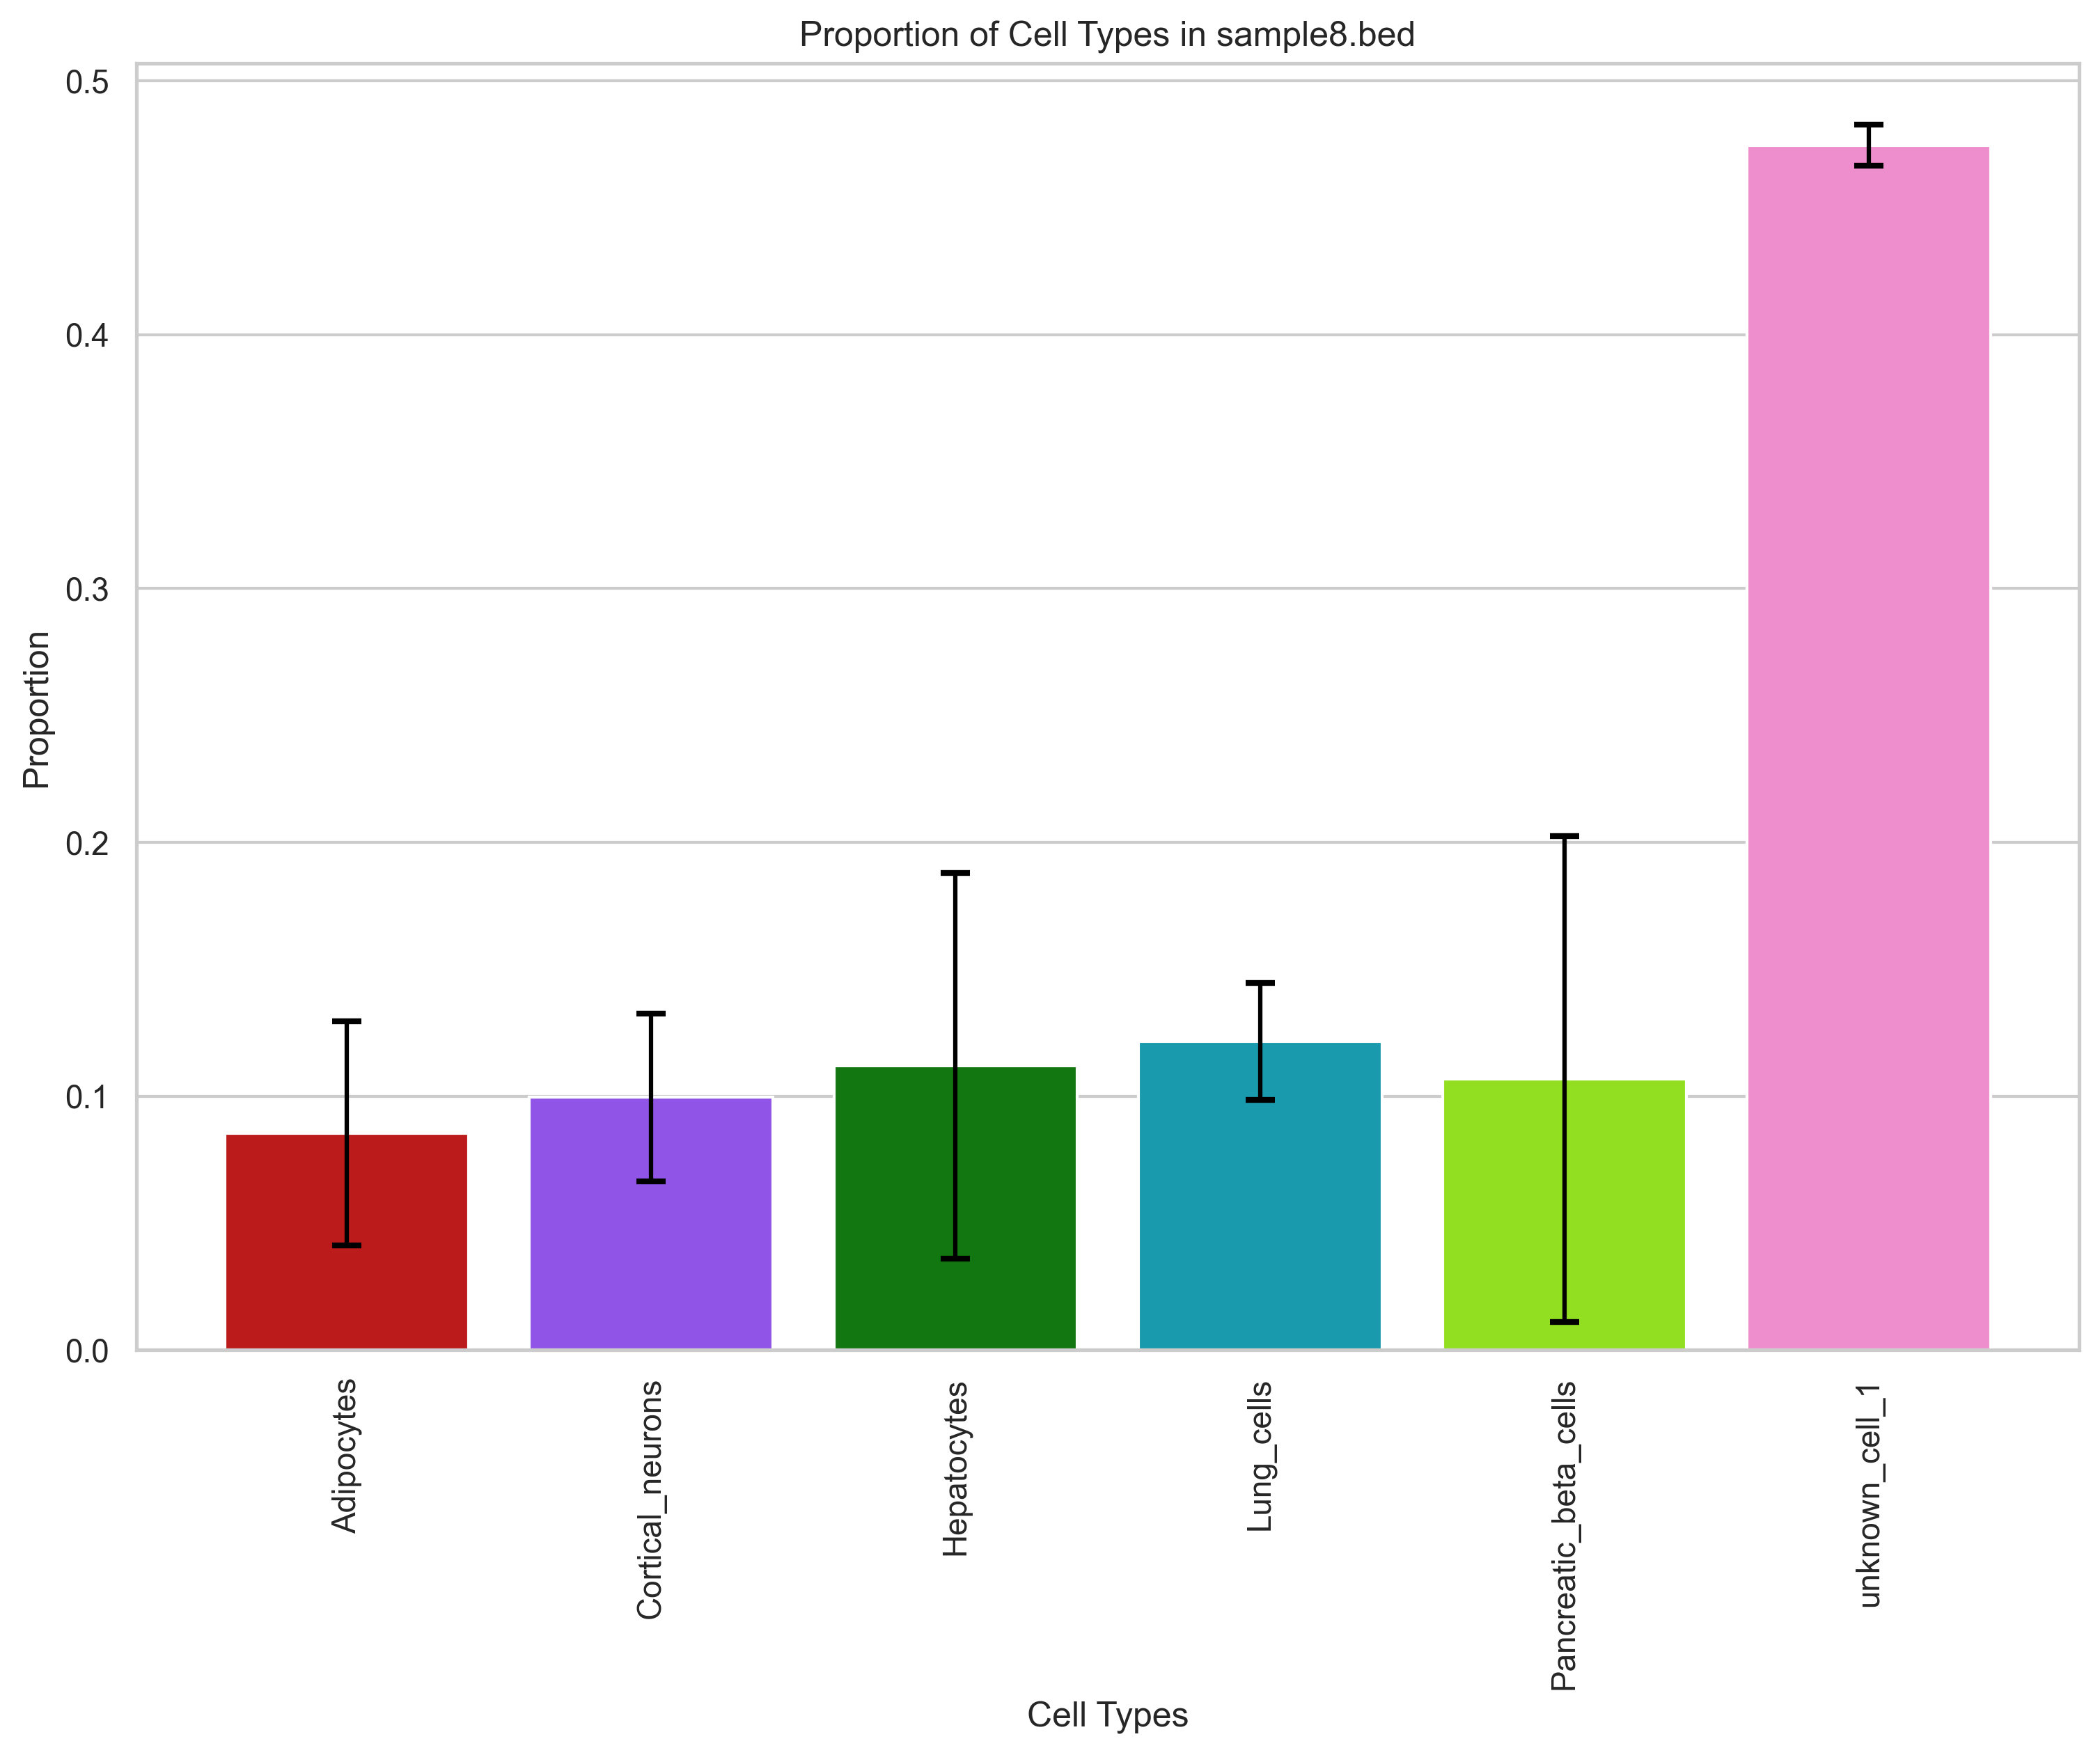 Proportion of Cell Types in sample8.bed
0.5
0.4
0.3
0.2
0.1
0.0
Proportion
Adipocytes
Cortical_neurons
Hepatocytes
Lung_cells
Pancreatic_beta_cells
unknown_cell_1
Cell Types